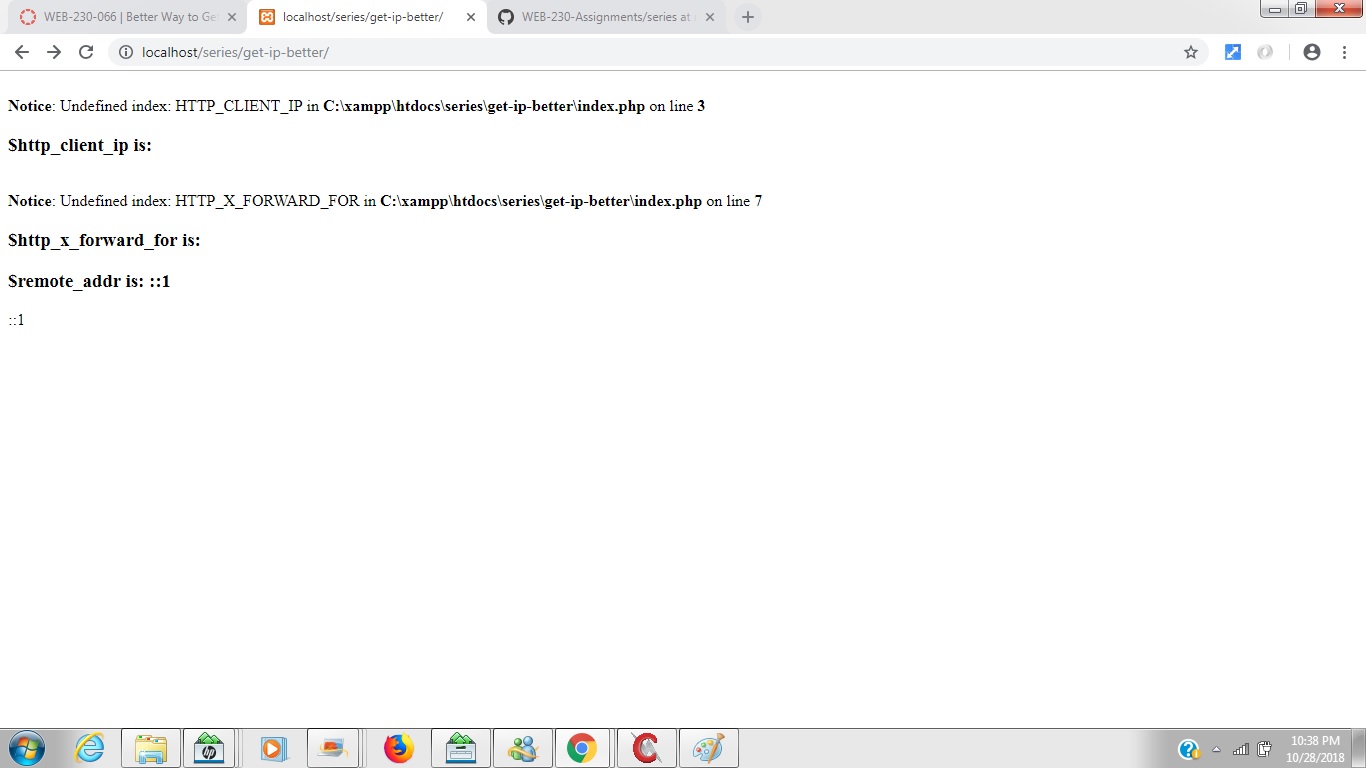 WEB-230-066 | Better Way to Ge
localhost/series/get-ip-better/
WEB-230-Assignments/series at
localhost/series/get-ip-better/
Notice: Undefined index: HTTP_CLIENT_IP in C:\xampp\htdocs\series\get-ip-better\index.php on line 3
$http_client_ip is:
Notice: Undefined index: HTTP_X_FORWARD_FOR in C:\xampp\htdocs\series\get-ip-better\index.php on line 7
$http_x_forward_for is:
$remote_addr is: ::1
::1
hp
10:38 PM
10/28/2018